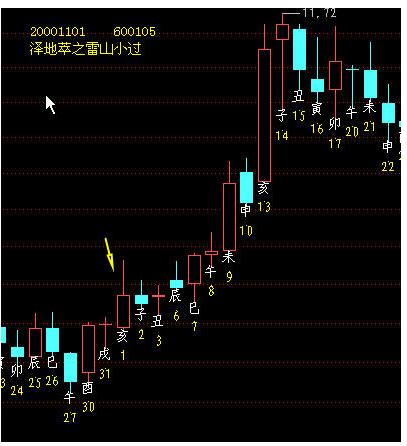 11.72
20001101 600105
泽地萃之雷山小过
丑
15
寅
16
子
14
卯
17
午
20
未
21
申
22
亥
13
申
10
未
9
午
8
辰
6
巳
7
子
2
丑
3
亥
1
戌
31
卯
24
辰
25
巳
26
午
27
酉
30